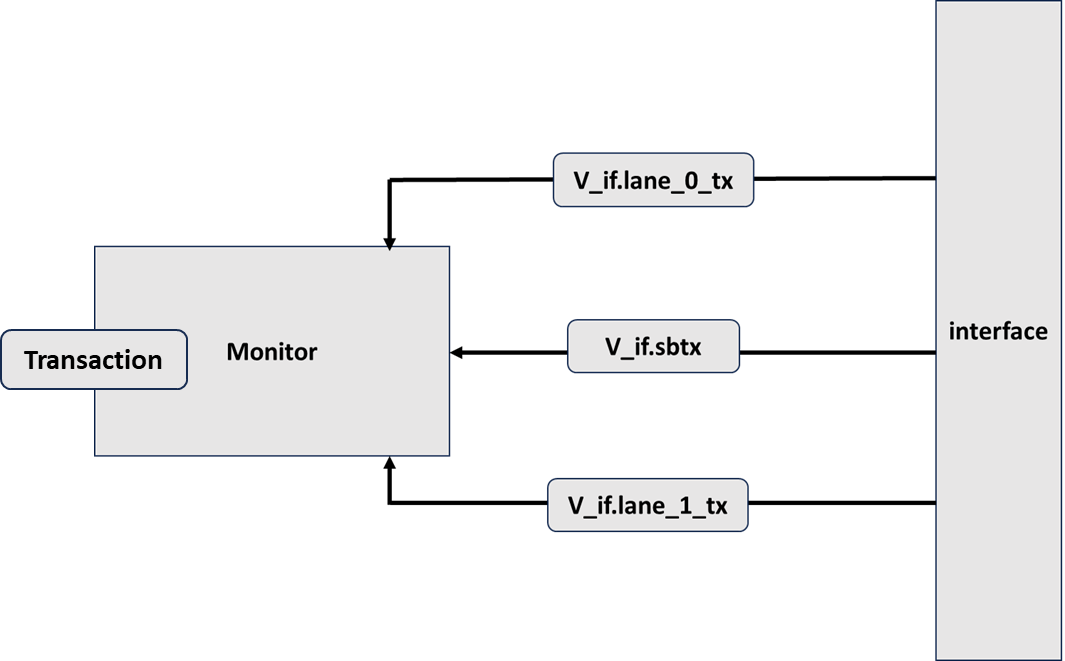 V_if.lane_0_tx
interface
V_if.sbtx
Monitor
Transaction
V_if.lane_1_tx